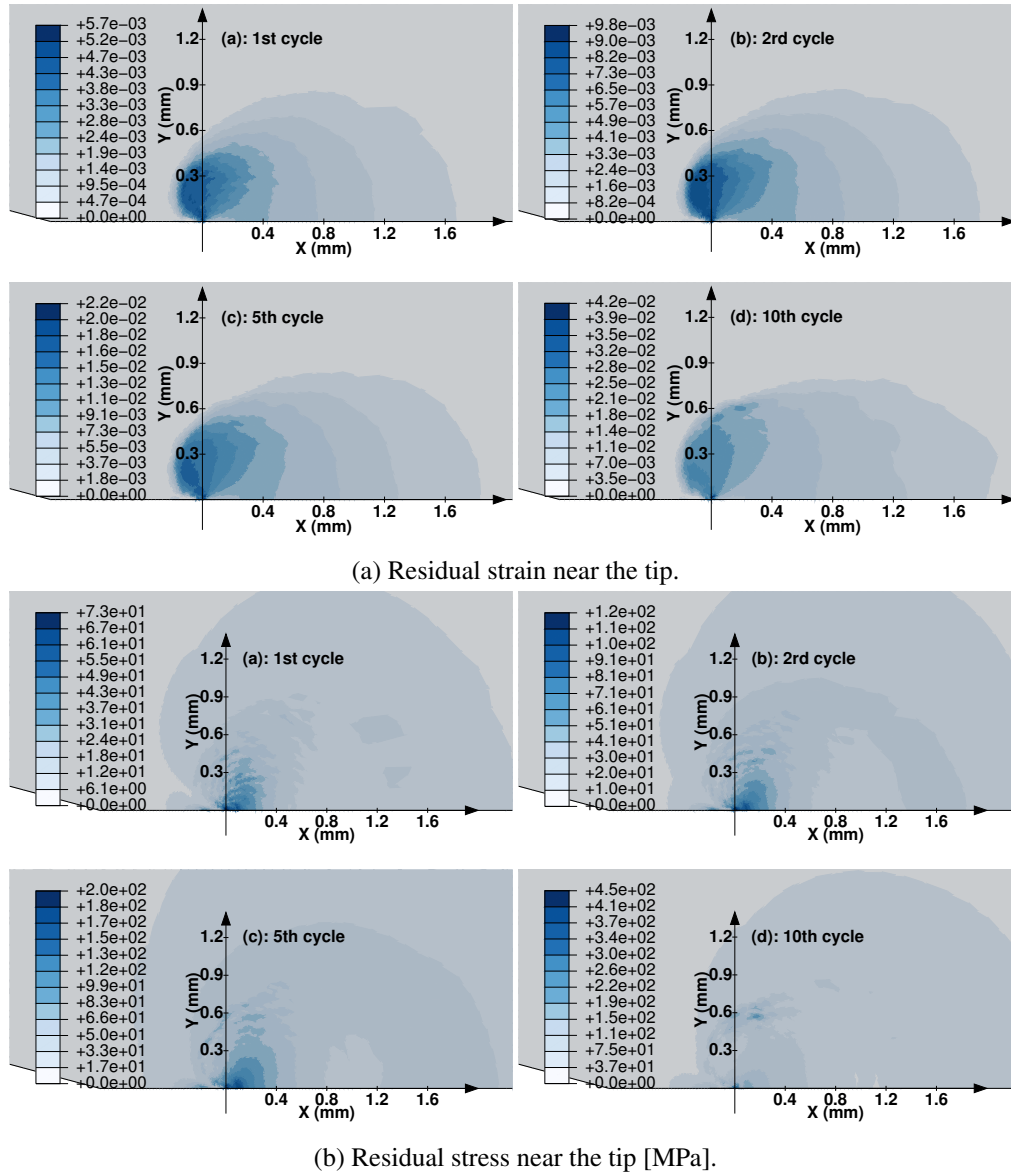 +5.7e−03
+5.2e−03
+4.7e−03
+4.3e−03
+3.8e−03
+3.3e−03
+2.8e−03
+2.4e−03
+1.9e−03
+1.4e−03
+9.5e−04
+4.7e−04
+0.0e+00
(a): 1st cycle
1.2
0.9
0.6
0.3
Y (mm)
0.4 0.8 1.2 1.6
X (mm)
+9.8e−03
+9.0e−03
+8.2e−03
+7.3e−03
+6.5e−03
+5.7e−03
+4.9e−03
+4.1e−03
+3.3e−03
+2.4e−03
+1.6e−03
+8.2e−04
+0.0e+00
(b): 2rd cycle
1.2
0.9
0.6
0.3
Y (mm)
0.4 0.8 1.2 1.6
X (mm)
+2.2e−02
+2.0e−02
+1.8e−02
+1.6e−02
+1.5e−02
+1.3e−02
+1.1e−02
+9.1e−03
+7.3e−03
+5.5e−03
+3.7e−03
+1.8e−03
+0.0e+00
(c): 5th cycle
1.2
0.9
0.6
0.3
Y (mm)
0.4 0.8 1.2 1.6
X (mm)
+4.2e−02
+3.9e−02
+3.5e−02
+3.2e−02
+2.8e−02
+2.5e−02
+2.1e−02
+1.8e−02
+1.4e−02
+1.1e−02
+7.0e−03
+3.5e−03
+0.0e+00
(d): 10th cycle
1.2
0.9
0.6
0.3
Y (mm)
0.4 0.8 1.2 1.6
X (mm)
(a) Residual strain near the tip.
+7.3e+01
+6.7e+01
+6.1e+01
+5.5e+01
+4.9e+01
+4.3e+01
+3.7e+01
+3.1e+01
+2.4e+01
+1.8e+01
+1.2e+01
+6.1e+00
+0.0e+00
(a): 1st cycle
1.2
0.9
0.6
0.3
Y (mm)
0.4 0.8 1.2 1.6
X (mm)
+1.2e+02
+1.1e+02
+1.0e+02
+9.1e+01
+8.1e+01
+7.1e+01
+6.1e+01
+5.1e+01
+4.1e+01
+3.0e+01
+2.0e+01
+1.0e+01
+0.0e+00
(b): 2rd cycle
1.2
0.9
0.6
0.3
Y (mm)
0.4 0.8 1.2 1.6
X (mm)
+2.0e+02
+1.8e+02
+1.7e+02
+1.5e+02
+1.3e+02
+1.2e+02
+1.0e+02
+8.3e+01
+6.6e+01
+5.0e+01
+3.3e+01
+1.7e+01
+0.0e+00
(c): 5th cycle
1.2
0.9
0.6
0.3
Y (mm)
0.4 0.8 1.2 1.6
X (mm)
+4.5e+02
+4.1e+02
+3.7e+02
+3.4e+02
+3.0e+02
+2.6e+02
+2.2e+02
+1.9e+02
+1.5e+02
+1.1e+02
+7.5e+01
+3.7e+01
+0.0e+00
(d): 10th cycle
1.2
0.9
0.6
0.3
Y (mm)
0.4 0.8 1.2 1.6
X (mm)
(b) Residual stress near the tip [MPa].